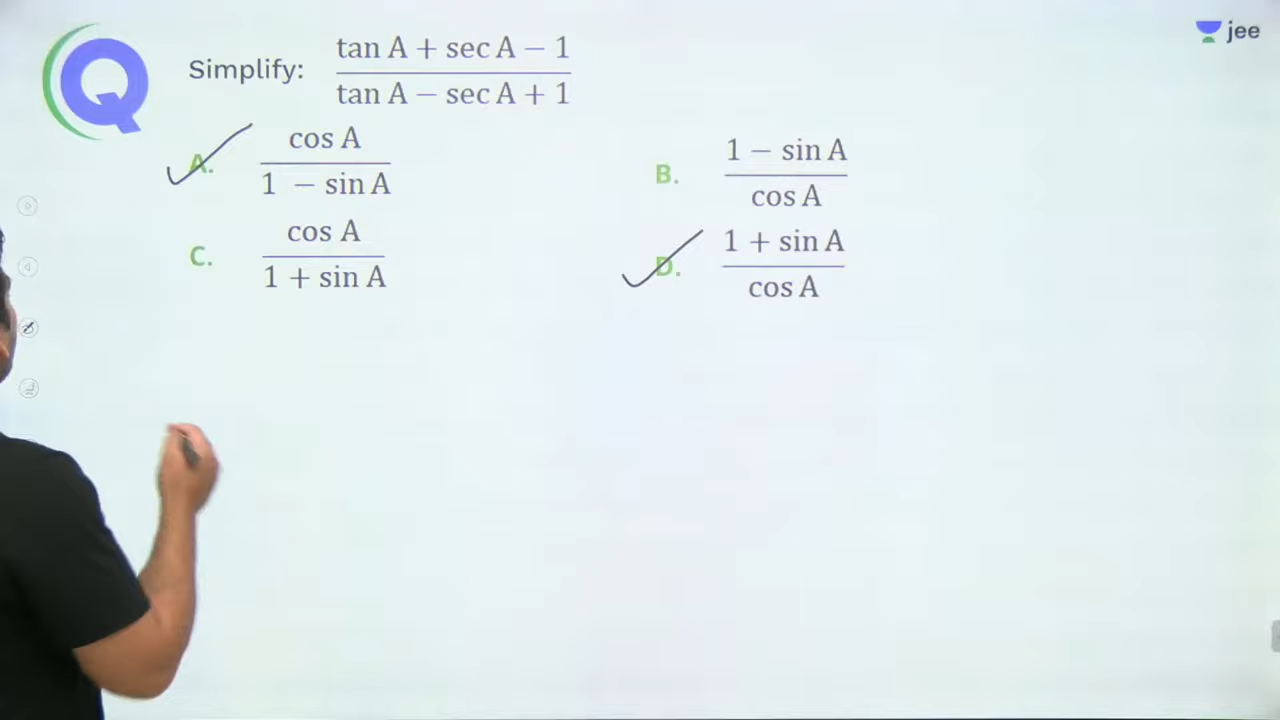 jee
Simplify: (tan A + sec A − 1)/(tan A − sec A + 1)
A. cos A/(1 − sin A)
B. (1 − sin A)/cos A
C. cos A/(1 + sin A)
D. (1 + sin A)/cos A